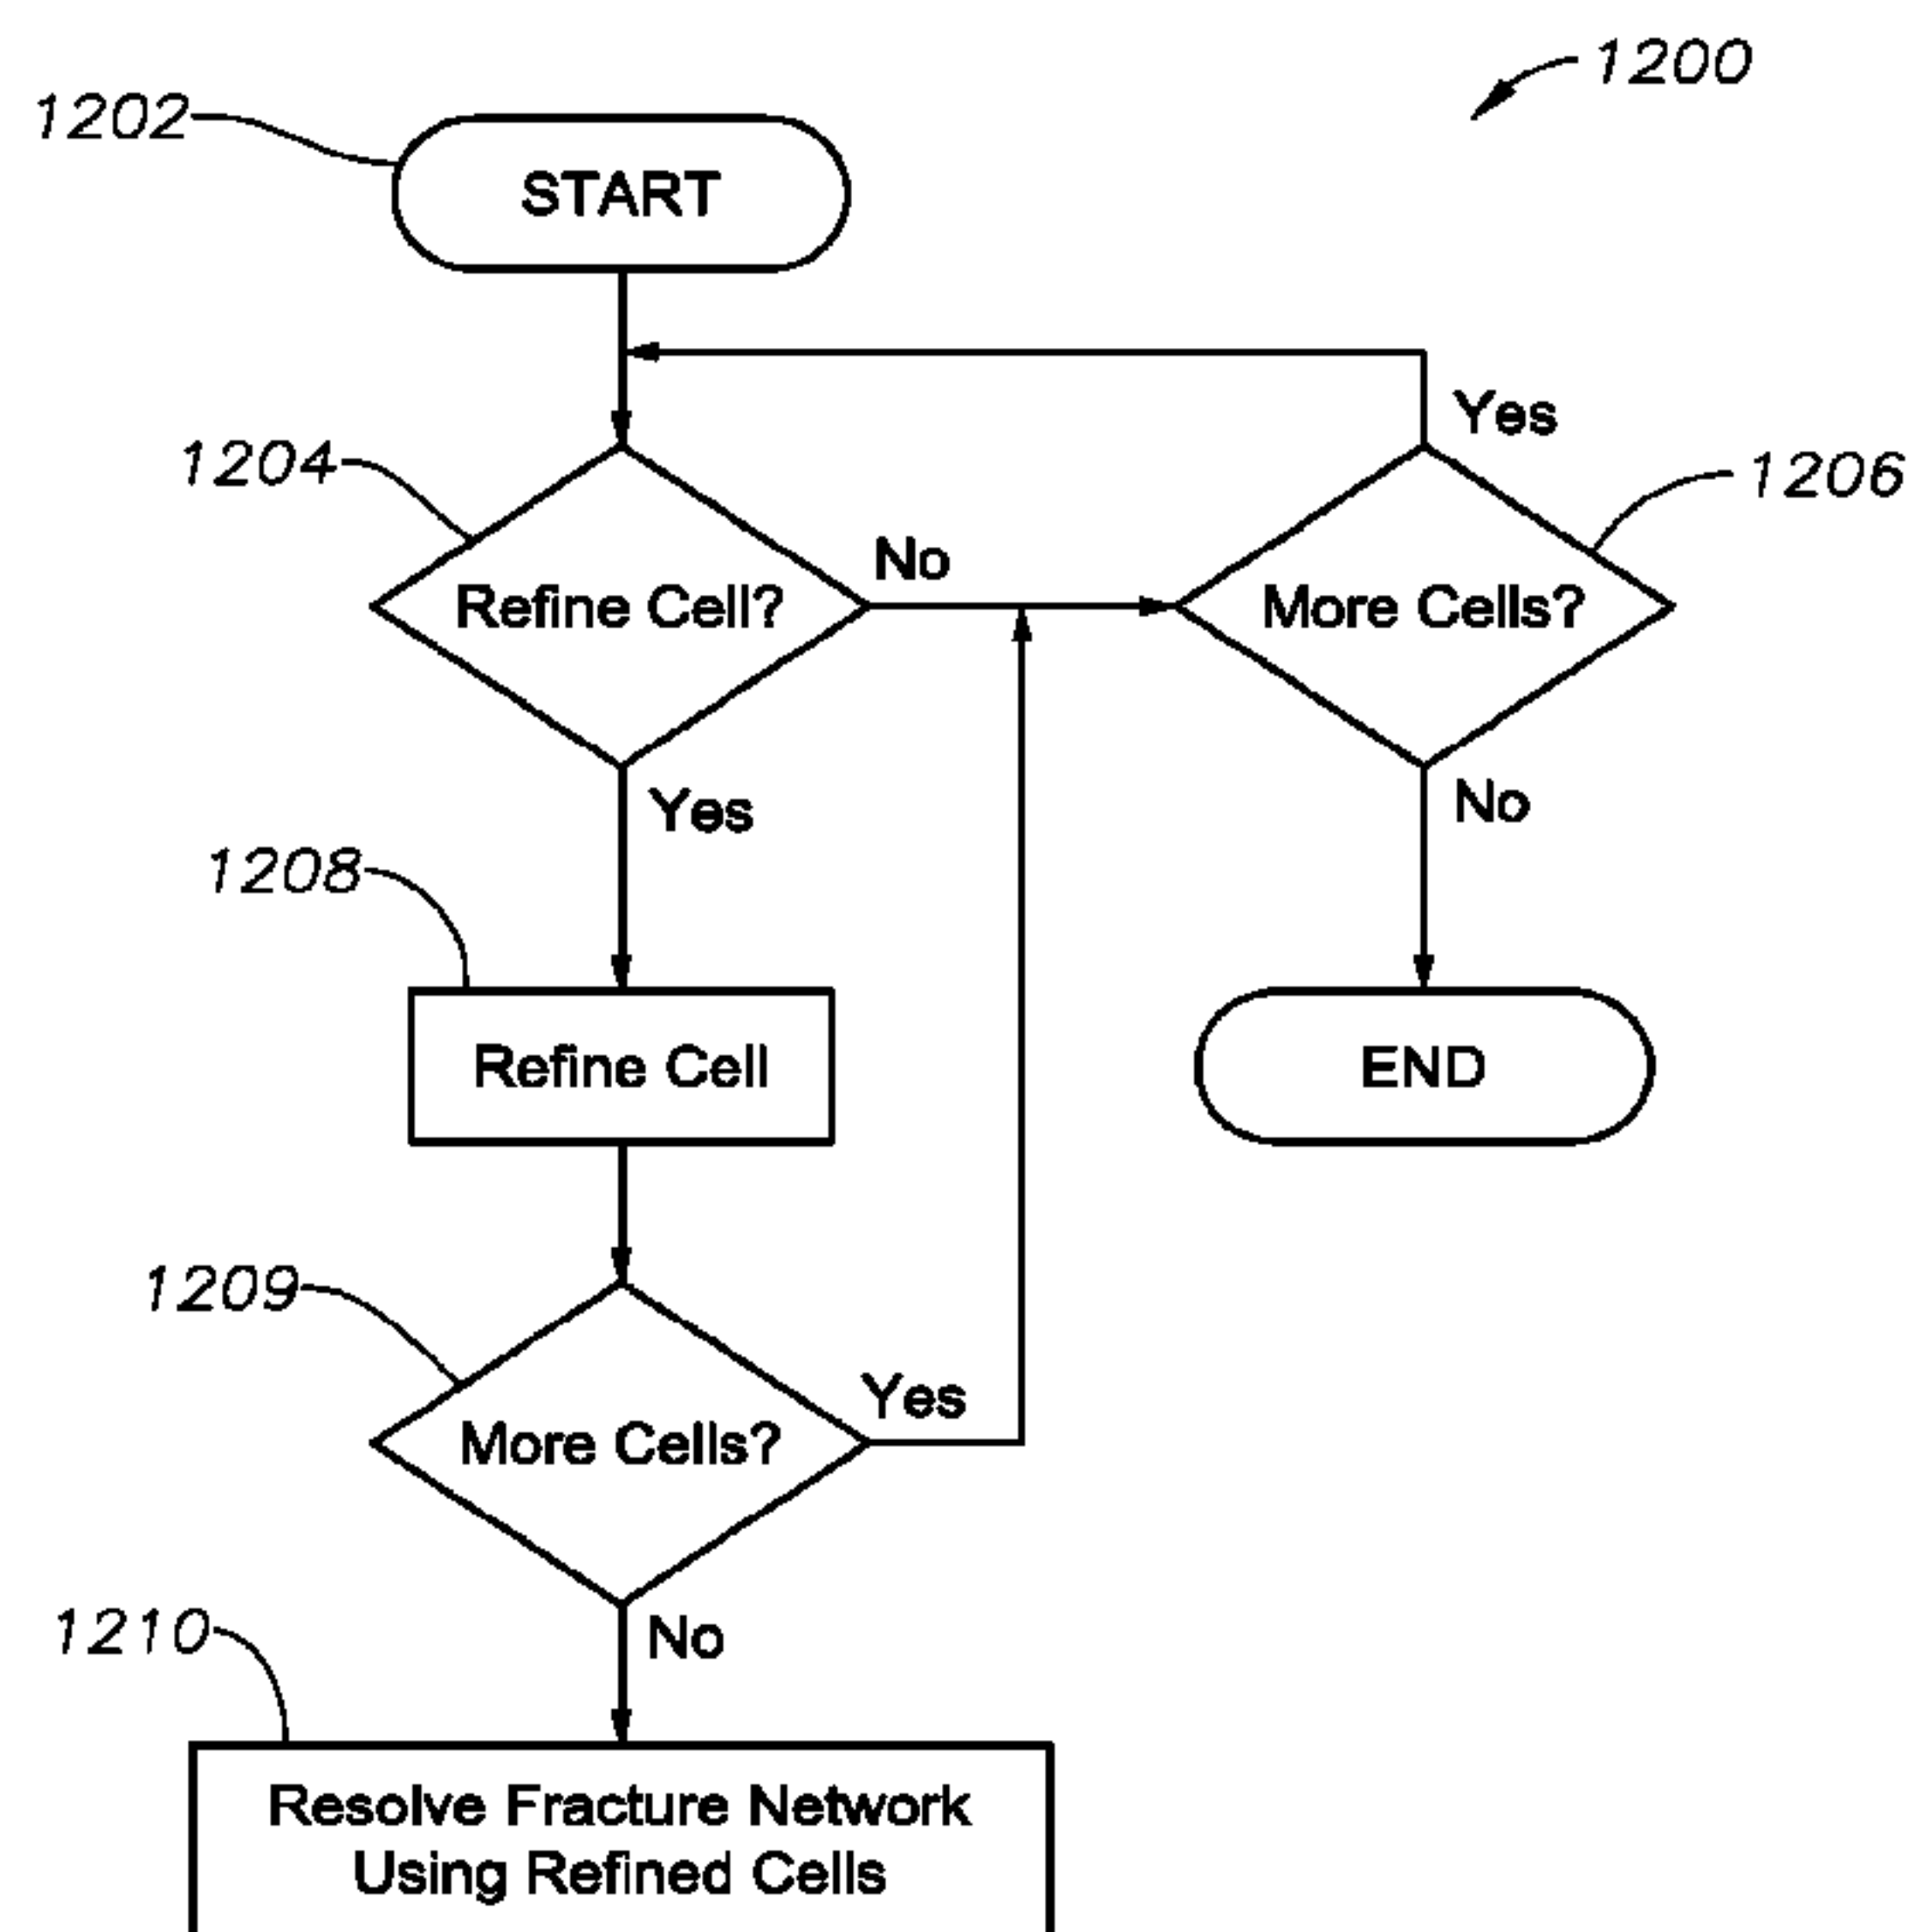 1200
1202
START
Yes
1204
1206
No
Refine Cell?
More Cells?
Yes
No
1208
Refine Cell
END
1209
Yes
More Cells?
1210
No
Resolve Fracture Network
Using Refined Cells